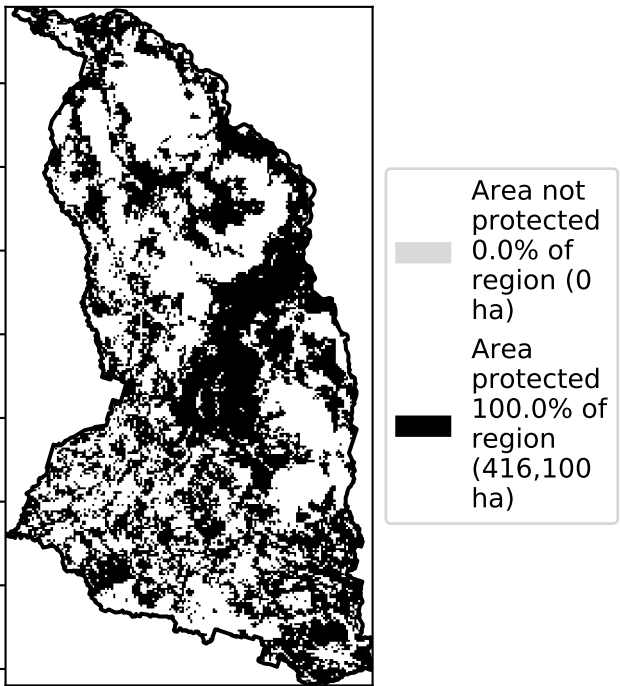 Area not
protected
0.0% of
region (0
ha)
Area
protected
100.0% of
region
(416,100
ha)